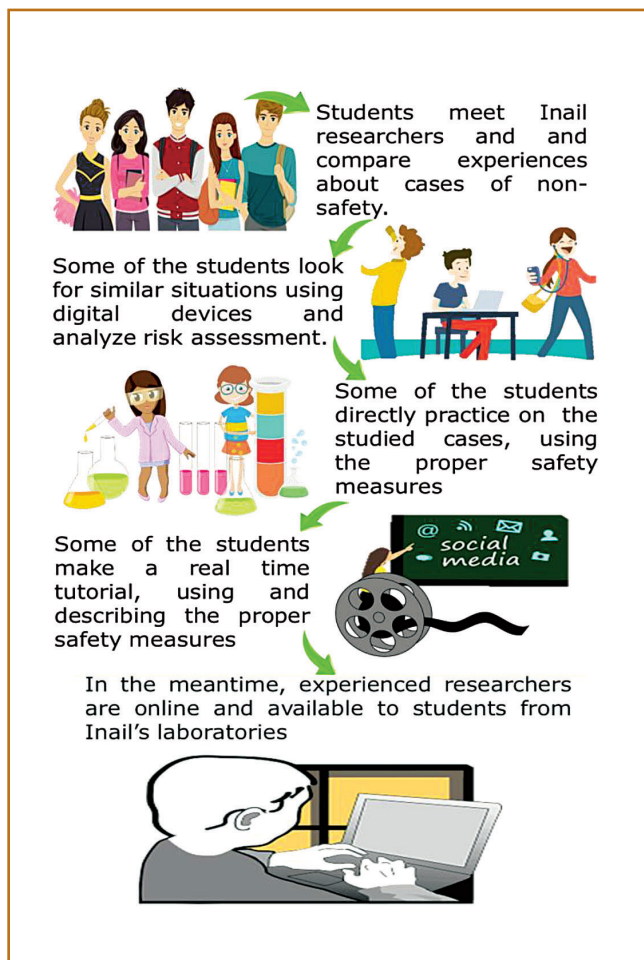 Students meet Inail
researchers and and
compare experiences
about cases of non-
safety.
Some of the students look
for similar situations using
digital devices and
analyze risk assessment.
Some of the students
directly practice on the
studied cases, using
the proper safety
measures
Some of the students
make a real time
tutorial, using and
describing the proper
safety measures
@
social
media
In the meantime, experienced researchers
are online and available to students from
Inail's laboratories